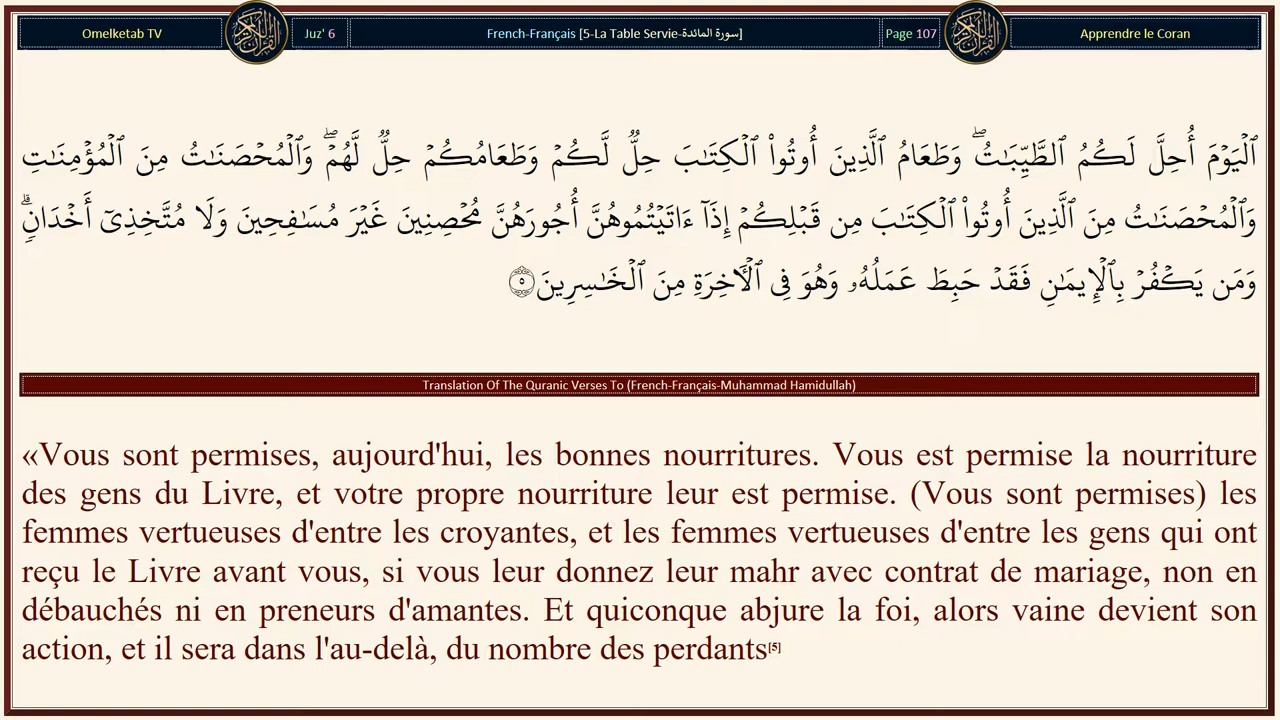 Omelketab TV
Juz' 6
French-Français [5-La Table Servie-سورة المائدة]
Page 107
Apprendre le Coran
ٱلۡيَوۡمَ أُحِلَّ لَكُمُ ٱلطَّيِّبَٰتُۖ وَطَعَامُ ٱلَّذِينَ أُوتُواْ ٱلۡكِتَٰبَ حِلّٞ لَّكُمۡ وَطَعَامُكُمۡ حِلّٞ لَّهُمۡۖ وَٱلۡمُحۡصَنَٰتُ مِنَ ٱلۡمُؤۡمِنَٰتِ
وَٱلۡمُحۡصَنَٰتُ مِنَ ٱلَّذِينَ أُوتُواْ ٱلۡكِتَٰبَ مِن قَبۡلِكُمۡ إِذَآ ءَاتَيۡتُمُوهُنَّ أُجُورَهُنَّ مُحۡصِنِينَ غَيۡرَ مُسَٰفِحِينَ وَلَا مُتَّخِذِيٓ أَخۡدَانٖۗ
وَمَن يَكۡفُرۡ بِٱلۡإِيمَٰنِ فَقَدۡ حَبِطَ عَمَلُهُۥ وَهُوَ فِي ٱلۡأٓخِرَةِ مِنَ ٱلۡخَٰسِرِينَ ٥
Translation Of The Quranic Verses To (French-Français-Muhammad Hamidullah)
«Vous sont permises, aujourd'hui, les bonnes nourritures. Vous est permise la nourriture
des gens du Livre, et votre propre nourriture leur est permise. (Vous sont permises) les
femmes vertueuses d'entre les croyantes, et les femmes vertueuses d'entre les gens qui ont
reçu le Livre avant vous, si vous leur donnez leur mahr avec contrat de mariage, non en
débauchés ni en preneurs d'amantes. Et quiconque abjure la foi, alors vaine devient son
action, et il sera dans l'au-delà, du nombre des perdants[5]